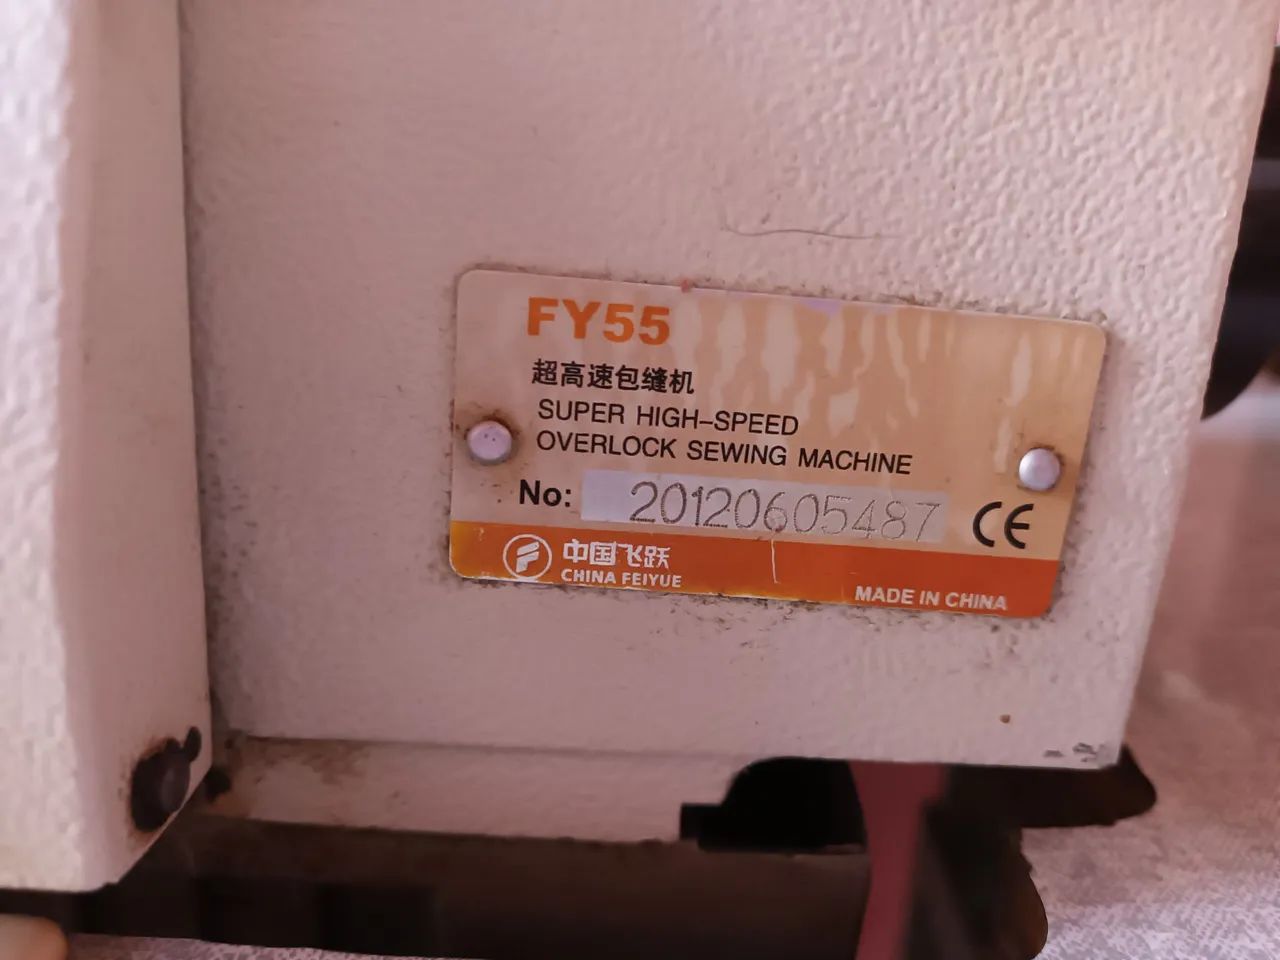 FY55
超高速包缝机
SUPER HIGH-SPEED
OVERLOCK SEWING MACHINE
No: 20120605487
CE
中国飞跃
CHINA FEIYUE
MADE IN CHINA